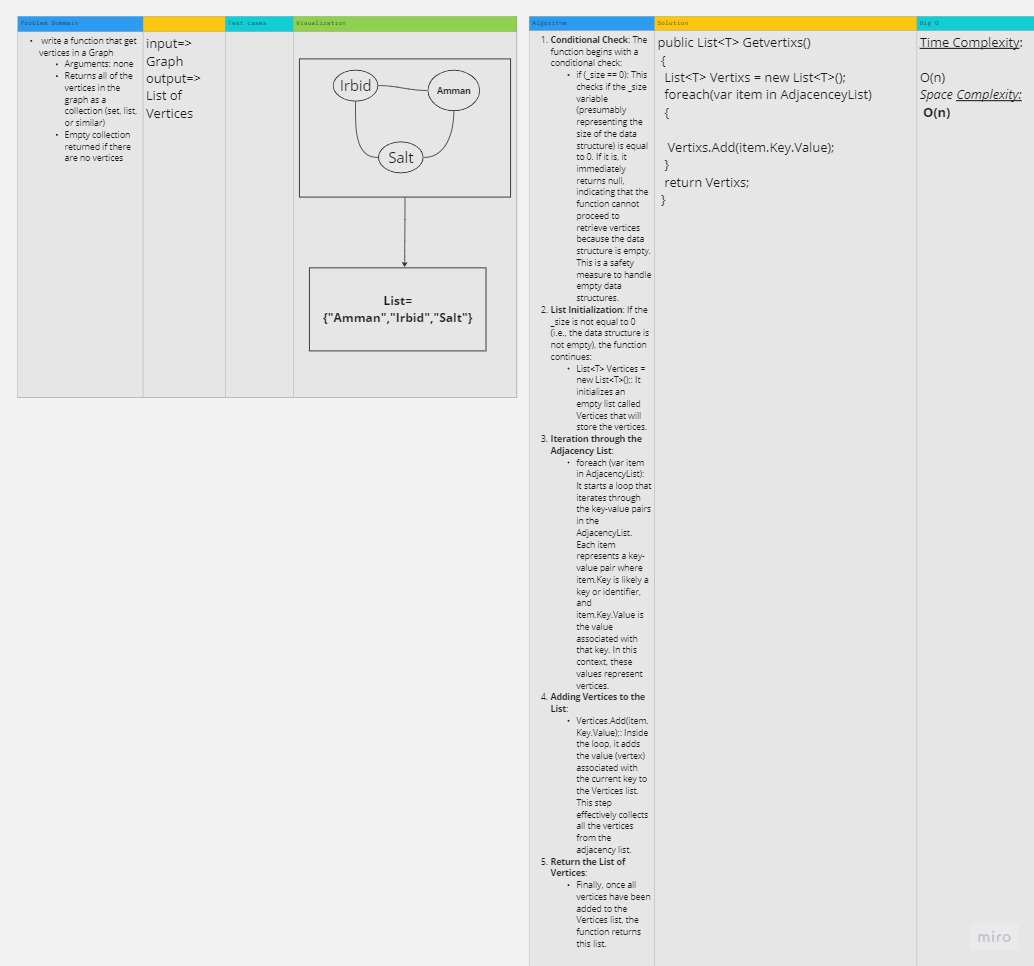 Problem Domain
Test cases
Visualization
write a function that get
vertices in a Graph
Arguments: none
Returns all of the
vertices in the
graph as a
collection (set, list,
or similar)
Empty collection
returned if there
are no vertices
input=>
Graph
output=>
List of
Vertices
Irbid
Amman
Salt
List=
{"Amman","Irbid","Salt"}
Algorithm
Solution
Big O
1. Conditional Check: The
function begins with a
conditional check:
if (_size == 0): This
checks if the _size
variable
(presumably
representing the
size of the data
structure) is equal
to 0. If it is, it
immediately
returns null,
indicating that the
function cannot
proceed to
retrieve vertices
because the data
structure is empty.
This is a safety
measure to handle
empty data
structures.
2. List Initialization: If the
_size is not equal to 0
(i.e., the data structure is
not empty), the function
continues:
List<T> Vertices =
new List<T>();: It
initializes an
empty list called
Vertices that will
store the vertices.
3. Iteration through the
Adjacency List:
foreach (var item
in AdjacencyList):
It starts a loop that
iterates through
the key-value pairs
in the
AdjacencyList.
Each item
represents a key-
value pair where
item.Key is likely a
key or identifier,
and
item.Key.Value is
the value
associated with
that key. In this
context, these
values represent
vertices.
4. Adding Vertices to the
List:
Vertices.Add(item.
Key.Value);: Inside
the loop, it adds
the value (vertex)
associated with
the current key to
the Vertices list.
This step
effectively collects
all the vertices
from the
adjacency list.
5. Return the List of
Vertices:
Finally, once all
vertices have been
added to the
Vertices list, the
function returns
this list.
public List<T> Getvertixs()
{
List<T> Vertixs = new List<T>();
foreach(var item in AdjacenceyList)
{
Vertixs.Add(item.Key.Value);
}
return Vertixs;
}
Time Complexity:
O(n)
Space Complexity:
O(n)
miro